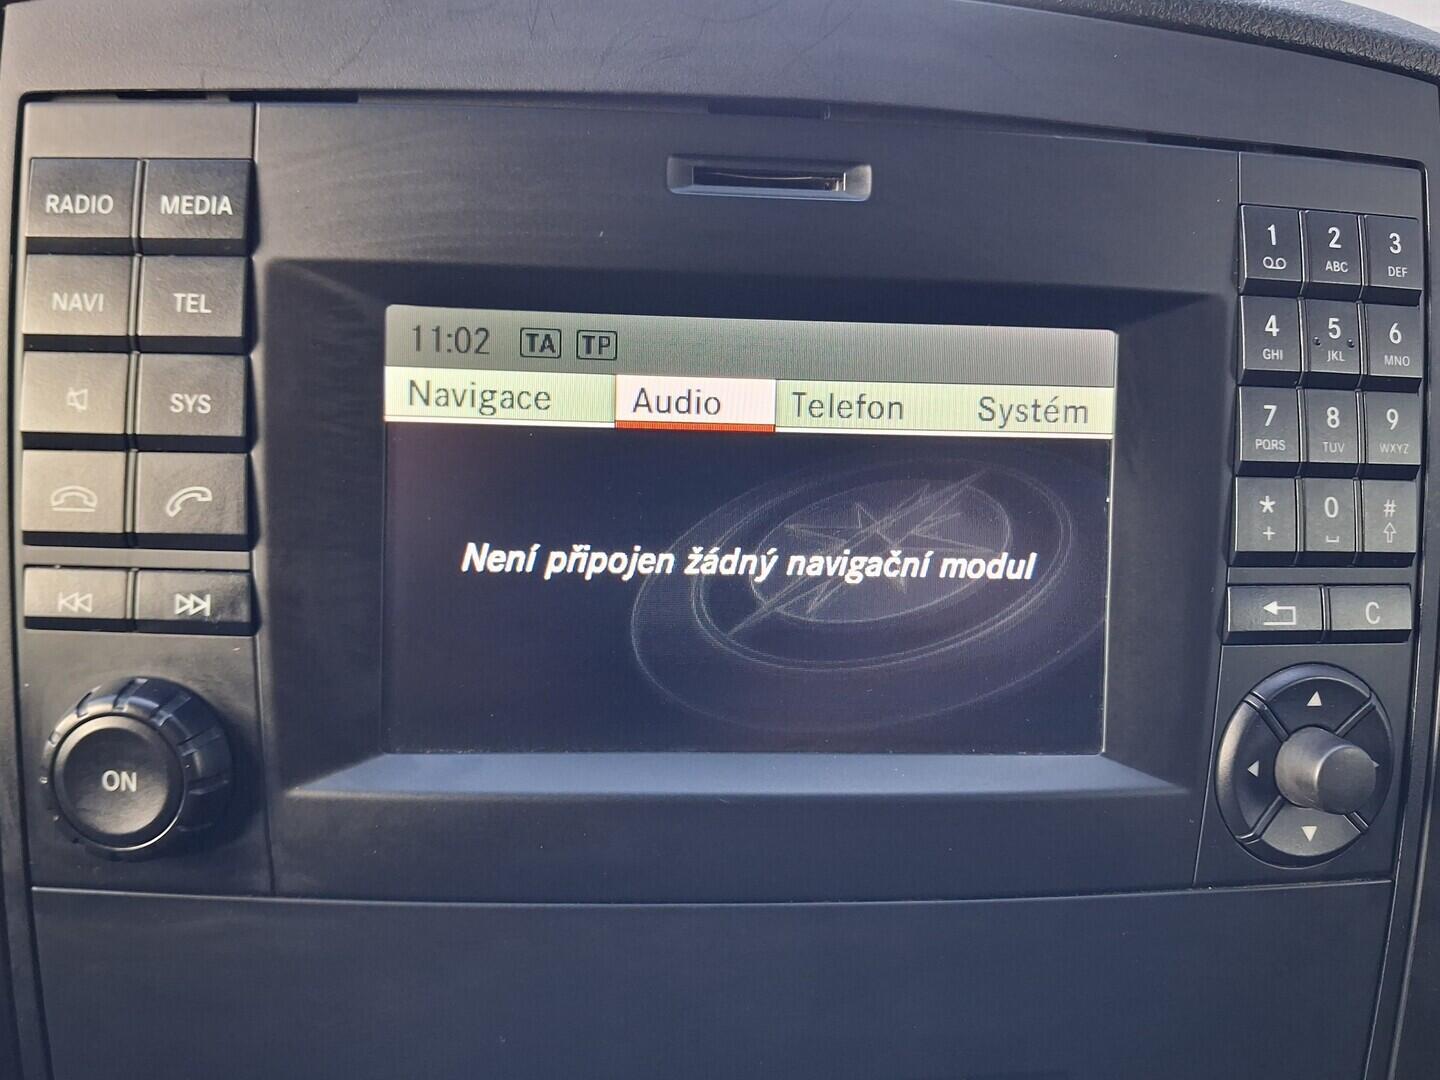 RADIO MEDIA
NAVI TEL
SYS
ON
11:02 TA TP
Navigace Audio Telefon Systém
Není připojen žádný navigační modul
1 2 ABC 3 DEF
4 GHI 5 JKL 6 MNO
7 PQRS 8 TUV 9 WXYZ
* + 0 #
C